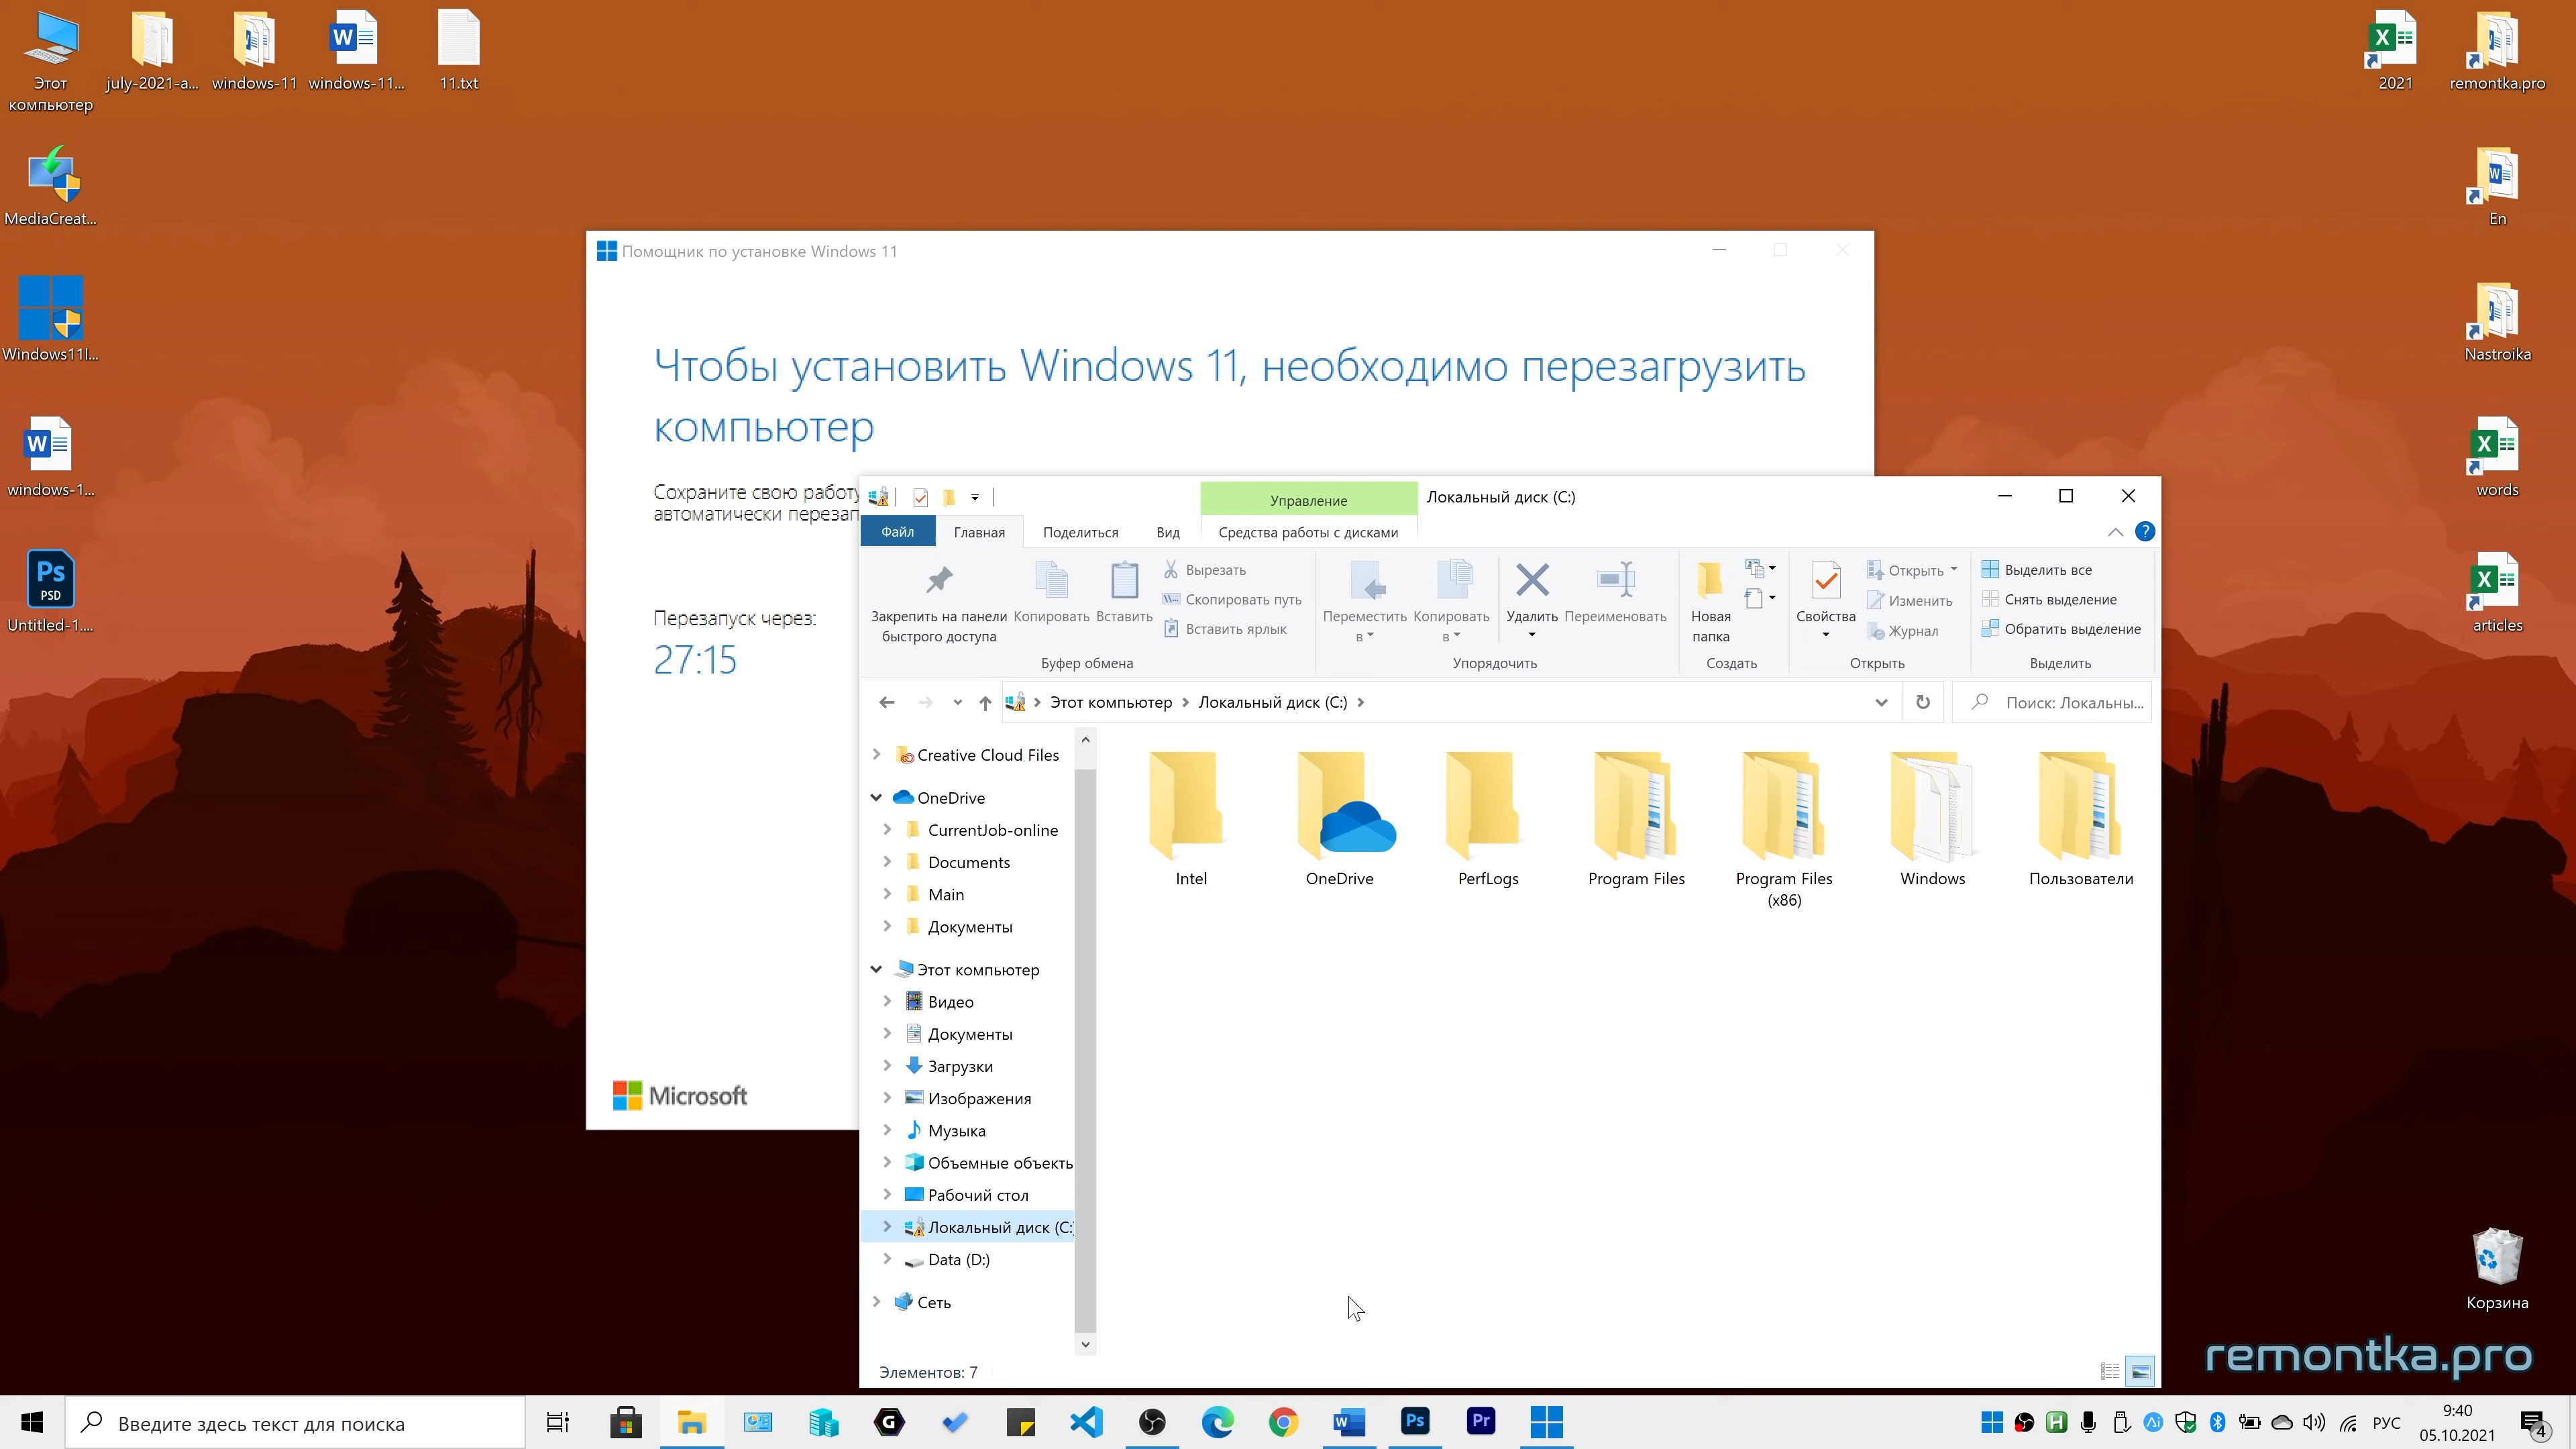 Этот
компьютер
july-2021-a...
windows-11
windows-11...
11.txt
2021
remontka.pro
MediaCreat...
En
Windows11I...
Nastroika
windows-1...
words
Untitled-1....
articles
Помощник по установке Windows 11
Чтобы установить Windows 11, необходимо перезагрузить
компьютер
Сохраните свою работу
автоматически перезап
Перезапуск через:
27:15
Microsoft
Управление
Локальный диск (C:)
Файл
Главная
Поделиться
Вид
Средства работы с дисками
Закрепить на панели
быстрого доступа
Копировать
Вставить
Вырезать
Скопировать путь
Вставить ярлык
Буфер обмена
Переместить
в
Копировать
в
Удалить
Переименовать
Упорядочить
Новая
папка
Создать
Свойства
Открыть
Изменить
Журнал
Открыть
Выделить все
Снять выделение
Обратить выделение
Выделить
Этот компьютер
Локальный диск (C:)
Поиск: Локальны...
Creative Cloud Files
OneDrive
CurrentJob-online
Documents
Main
Документы
Этот компьютер
Видео
Документы
Загрузки
Изображения
Музыка
Объемные объекты
Рабочий стол
Локальный диск (C:
Data (D:)
Сеть
Intel
OneDrive
PerfLogs
Program Files
Program Files
(x86)
Windows
Пользователи
Элементов: 7
Корзина
remontka.pro
Введите здесь текст для поиска
W
Ps
Pr
РУС
9:40
05.10.2021
4